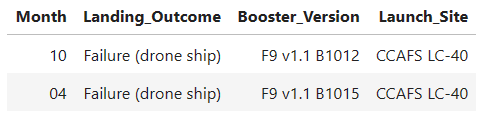 Month Landing_Outcome Booster_Version Launch_Site
10 Failure (drone ship) F9 v1.1 B1012 CCAFS LC-40
04 Failure (drone ship) F9 v1.1 B1015 CCAFS LC-40